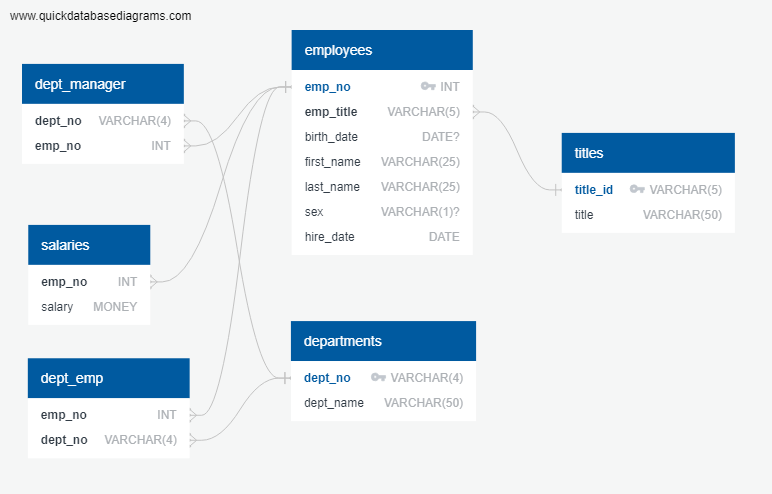 www.quickdatabasediagrams.com
employees
emp_no INT
emp_title VARCHAR(5)
birth_date DATE?
first_name VARCHAR(25)
last_name VARCHAR(25)
sex VARCHAR(1)?
hire_date DATE
dept_manager
dept_no VARCHAR(4)
emp_no INT
titles
title_id VARCHAR(5)
title VARCHAR(50)
salaries
emp_no INT
salary MONEY
departments
dept_no VARCHAR(4)
dept_name VARCHAR(50)
dept_emp
emp_no INT
dept_no VARCHAR(4)